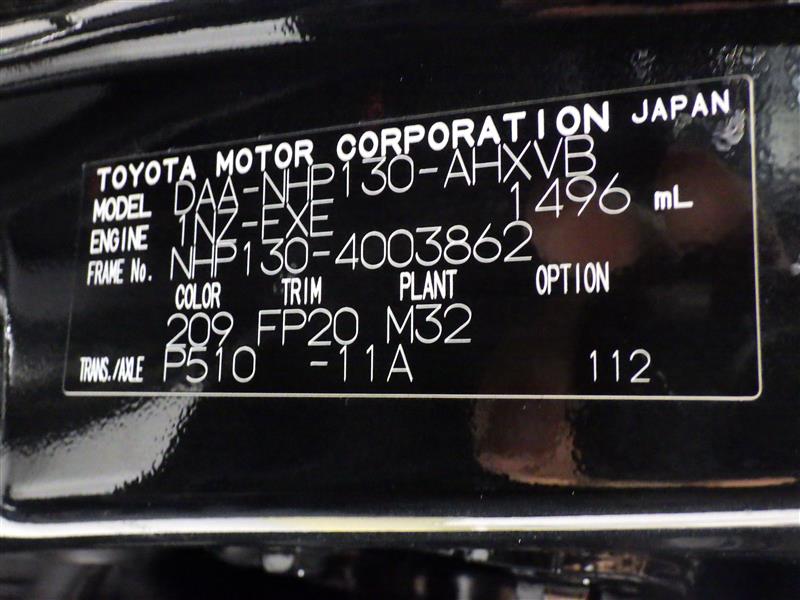 TOYOTA MOTOR CORPORATION JAPAN
MODEL DAA-NHP130-AHXVB
ENGINE 1NZ-EXE 1496 mL
FRAME No. NHP130-4003862
COLOR TRIM PLANT OPTION
209 FP20 M32
TRANS./AXLE P510 -11A 112